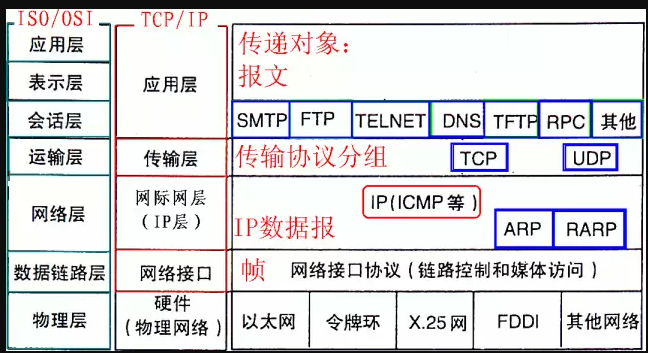 ISO/OSI
TCP/IP
应用层
表示层
会话层
运输层
网络层
数据链路层
物理层
应用层
传输层
网际网层
(IP层)
网络接口
硬件
(物理网络)
传递对象:
报文
SMTP FTP TELNET DNS TFTP RPC 其他
传输协议分组 TCP UDP
IP(ICMP等)
IP数据报 ARP RARP
帧 网络接口协议(链路控制和媒体访问)
以太网 令牌环 X.25网 FDDI 其他网络